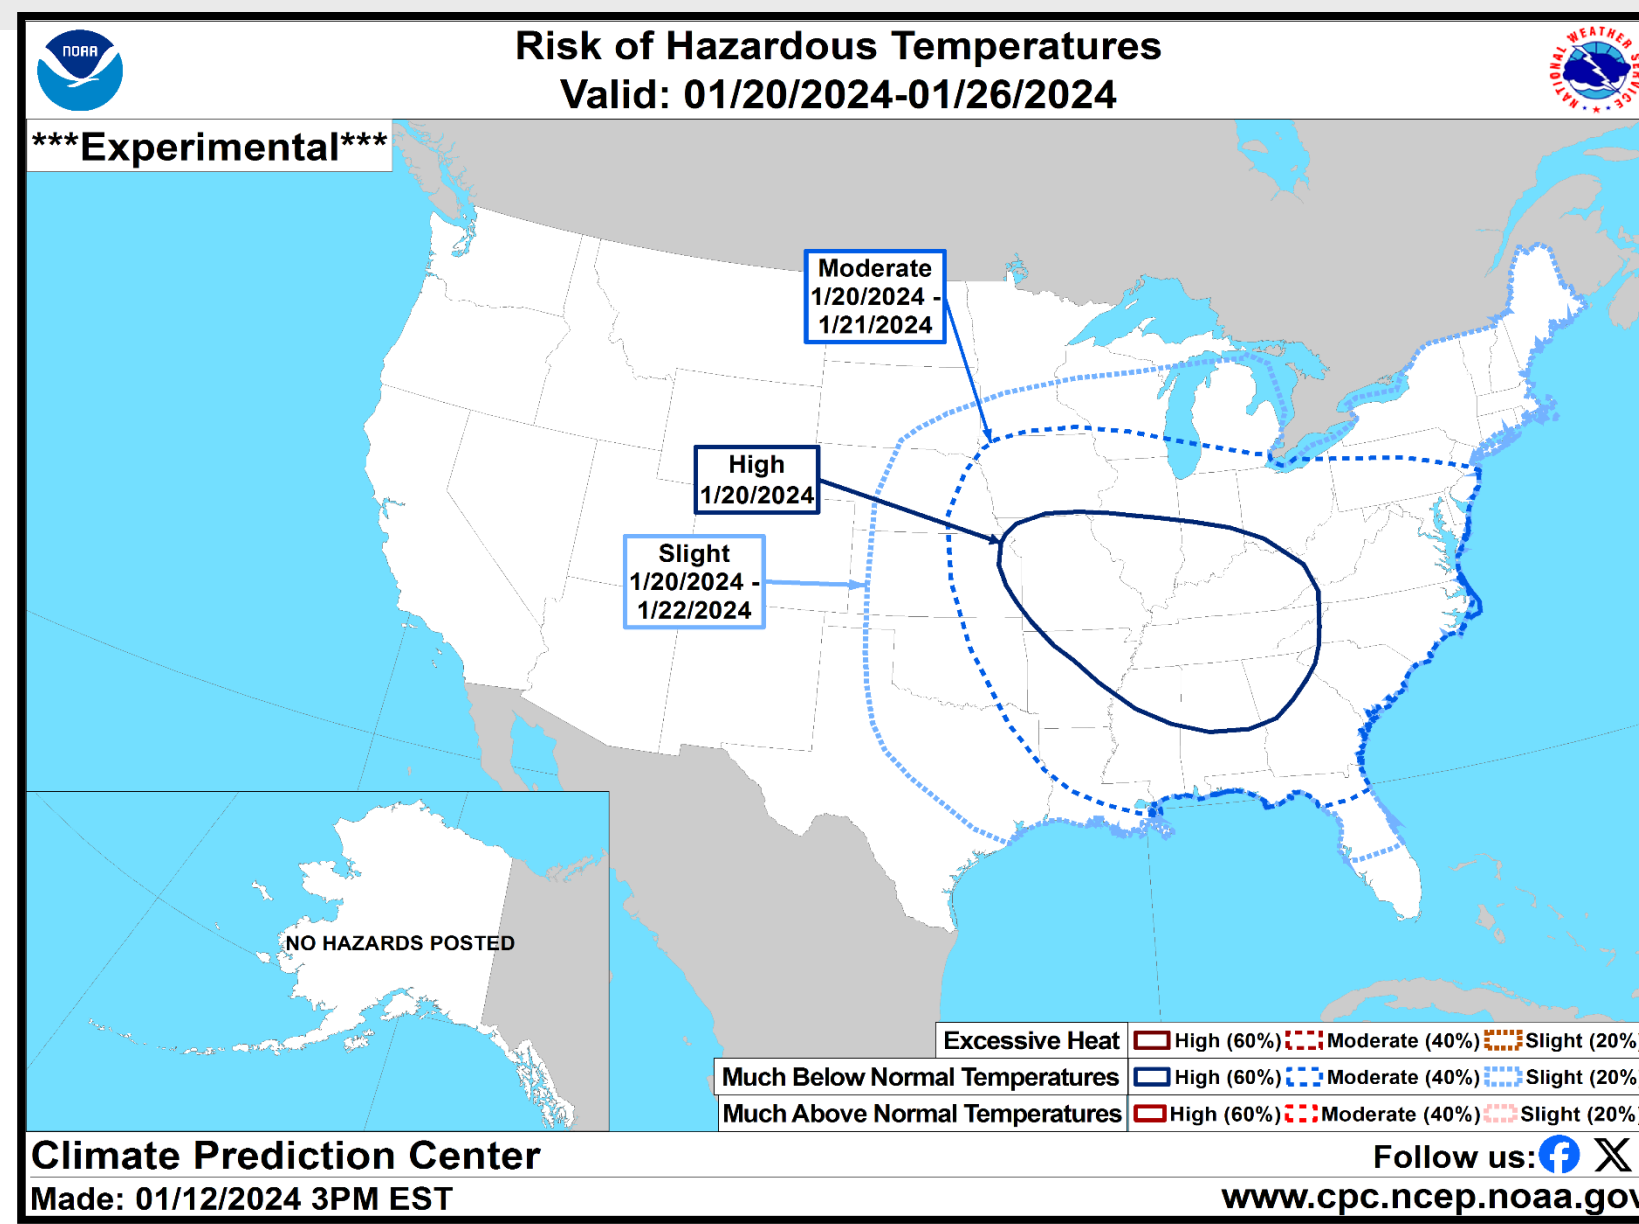 NOAA
Risk of Hazardous Temperatures
Valid: 01/20/2024-01/26/2024
NATIONAL WEATHER SERVICE
***Experimental***
Moderate
1/20/2024 -
1/21/2024
High
1/20/2024
Slight
1/20/2024 -
1/22/2024
NO HAZARDS POSTED
Excessive Heat High (60%) Moderate (40%) Slight (20%)
Much Below Normal Temperatures High (60%) Moderate (40%) Slight (20%
Much Above Normal Temperatures High (60%) Moderate (40%) Slight (20%)
Climate Prediction Center
Follow us:
Made: 01/12/2024 3PM EST
www.cpc.ncep.noaa.gov